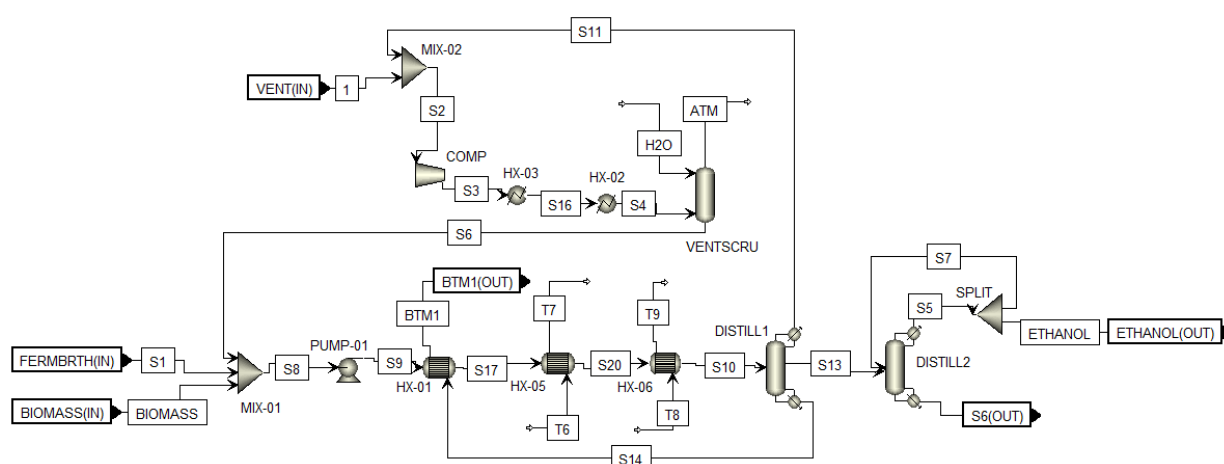 S11
MIX-02
VENT(IN)
1
S2
ATM
H2O
COMP
HX-03
HX-02
S3
S16
S4
S6
VENTSCRU
BTM1(OUT)
S7
T7
T9
S5
SPLIT
BTM1
DISTILL1
ETHANOL
ETHANOL(OUT)
FERMBRTH(IN)
S1
PUMP-01
S8
S9
HX-01
S17
HX-05
S20
HX-06
S10
S13
DISTILL2
MIX-01
BIOMASS(IN)
BIOMASS
T6
T8
S6(OUT)
S14